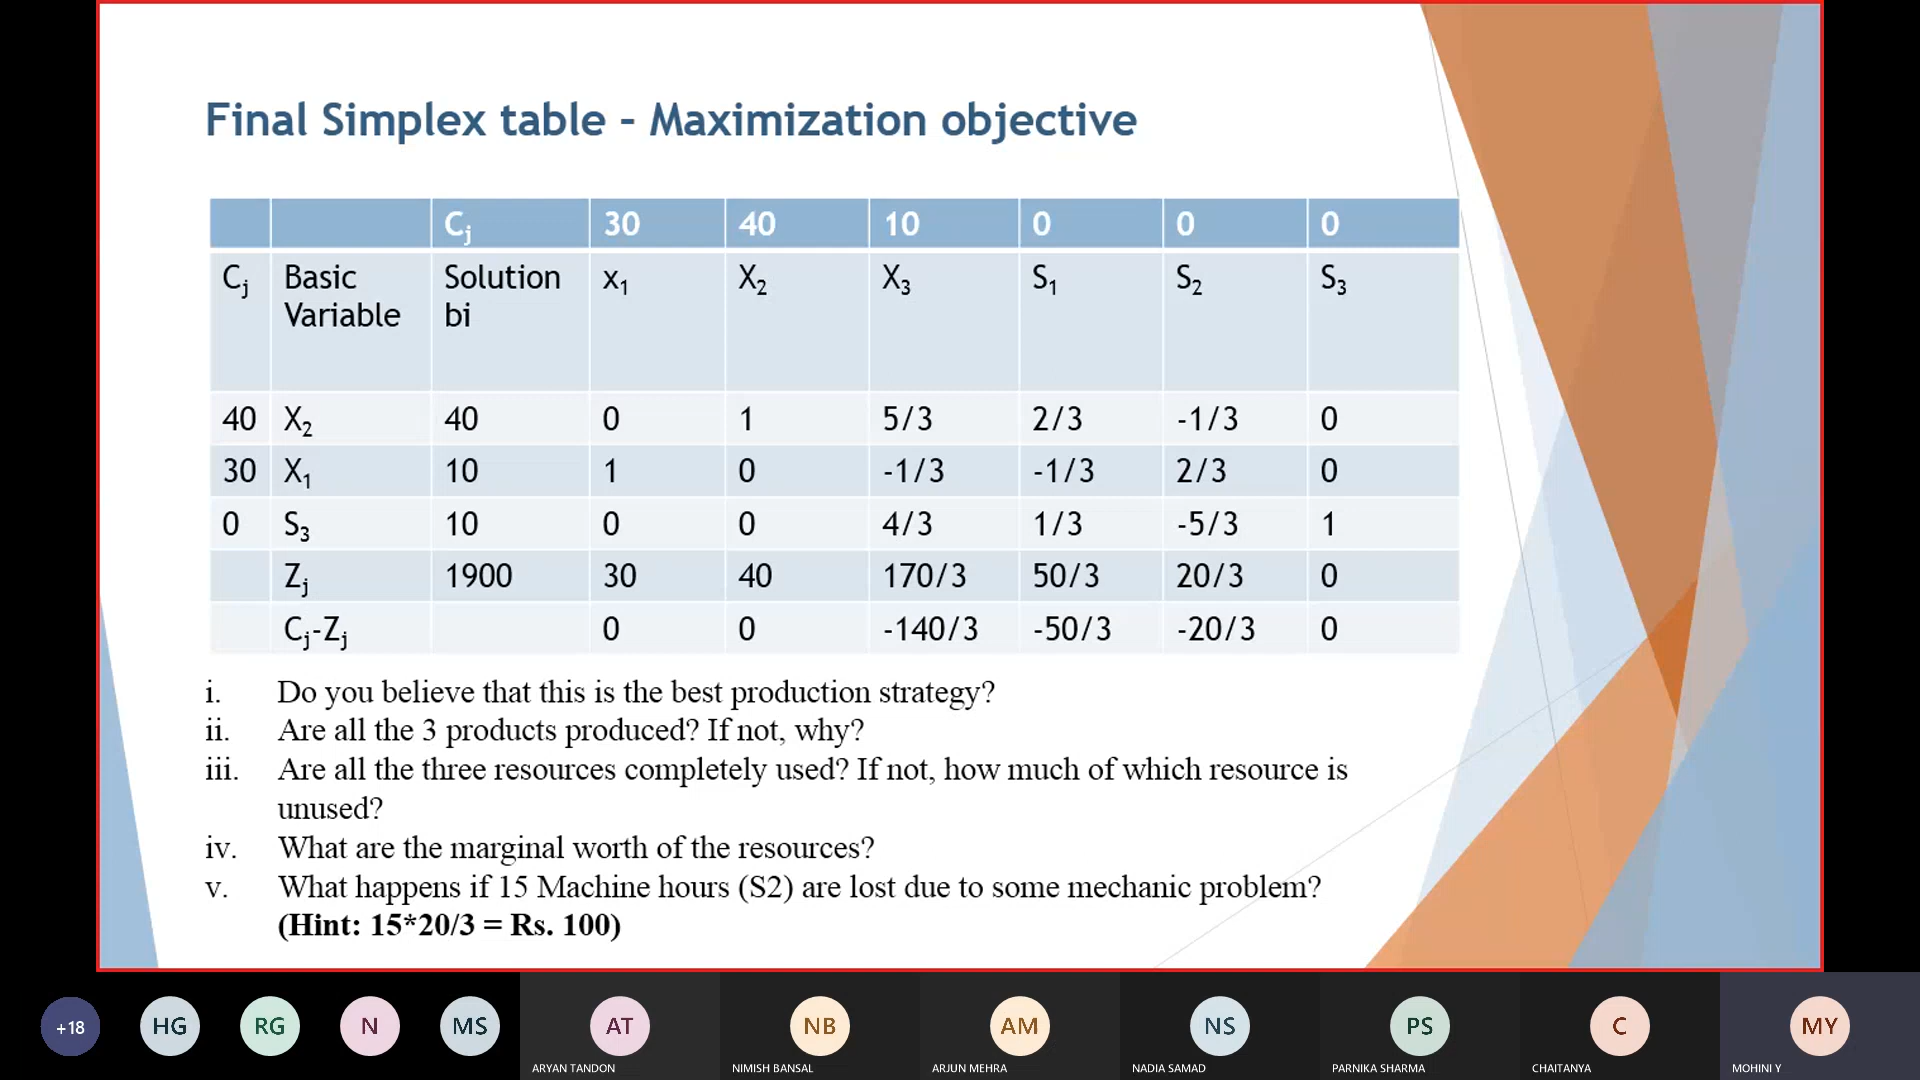 Final Simplex table – Maximization objective
Cj 30 40 10 0 0 0
Cj Basic Variable Solution bi x1 X2 X3 S1 S2 S3
40 X2 40 0 1 5/3 2/3 -1/3 0
30 X1 10 1 0 -1/3 -1/3 2/3 0
0 S3 10 0 0 4/3 1/3 -5/3 1
Zj 1900 30 40 170/3 50/3 20/3 0
Cj-Zj 0 0 -140/3 -50/3 -20/3 0
i. Do you believe that this is the best production strategy?
ii. Are all the 3 products produced? If not, why?
iii. Are all the three resources completely used? If not, how much of which resource is
unused?
iv. What are the marginal worth of the resources?
v. What happens if 15 Machine hours (S2) are lost due to some mechanic problem?
(Hint: 15*20/3 = Rs. 100)
+18 HG RG N MS AT NB AM NS PS C MY
ARYAN TANDON NIMISH BANSAL ARJUN MEHRA NADIA SAMAD PARNIKA SHARMA CHAITANYA MOHINI Y